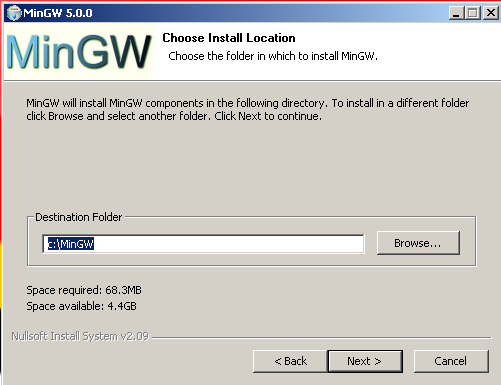 MinGW 5.0.0
MinGW
Choose Install Location
Choose the folder in which to install MinGW.
MinGW will install MinGW components in the following directory. To install in a different folder
click Browse and select another folder. Click Next to continue.
Destination Folder
c:\MinGW
Browse...
Space required: 68.3MB
Space available: 4.4GB
Nullsoft Install System v2.09
< Back
Next >
Cancel